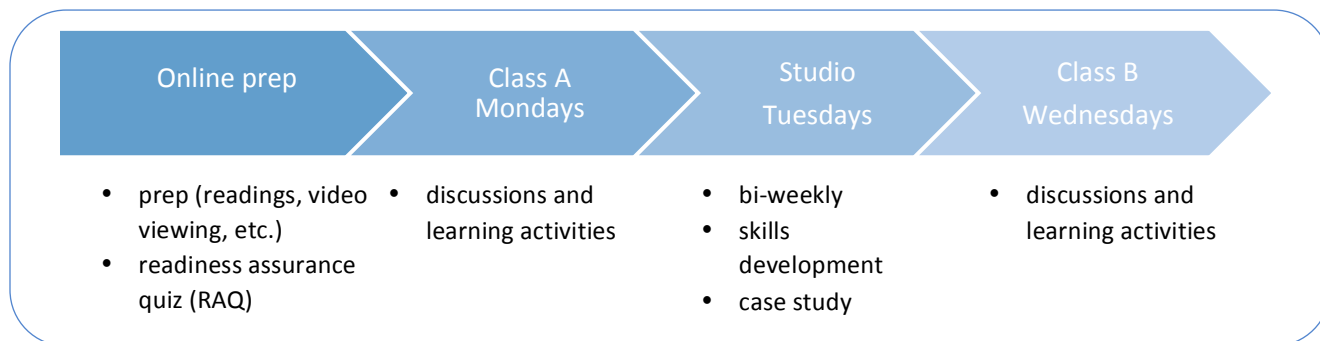 Online prep
Class A
Mondays
Studio
Tuesdays
Class B
Wednesdays
• prep (readings, video
viewing, etc.)
• readiness assurance
quiz (RAQ)
• discussions and
learning activities
• bi-weekly
• skills
development
• case study
• discussions and
learning activities